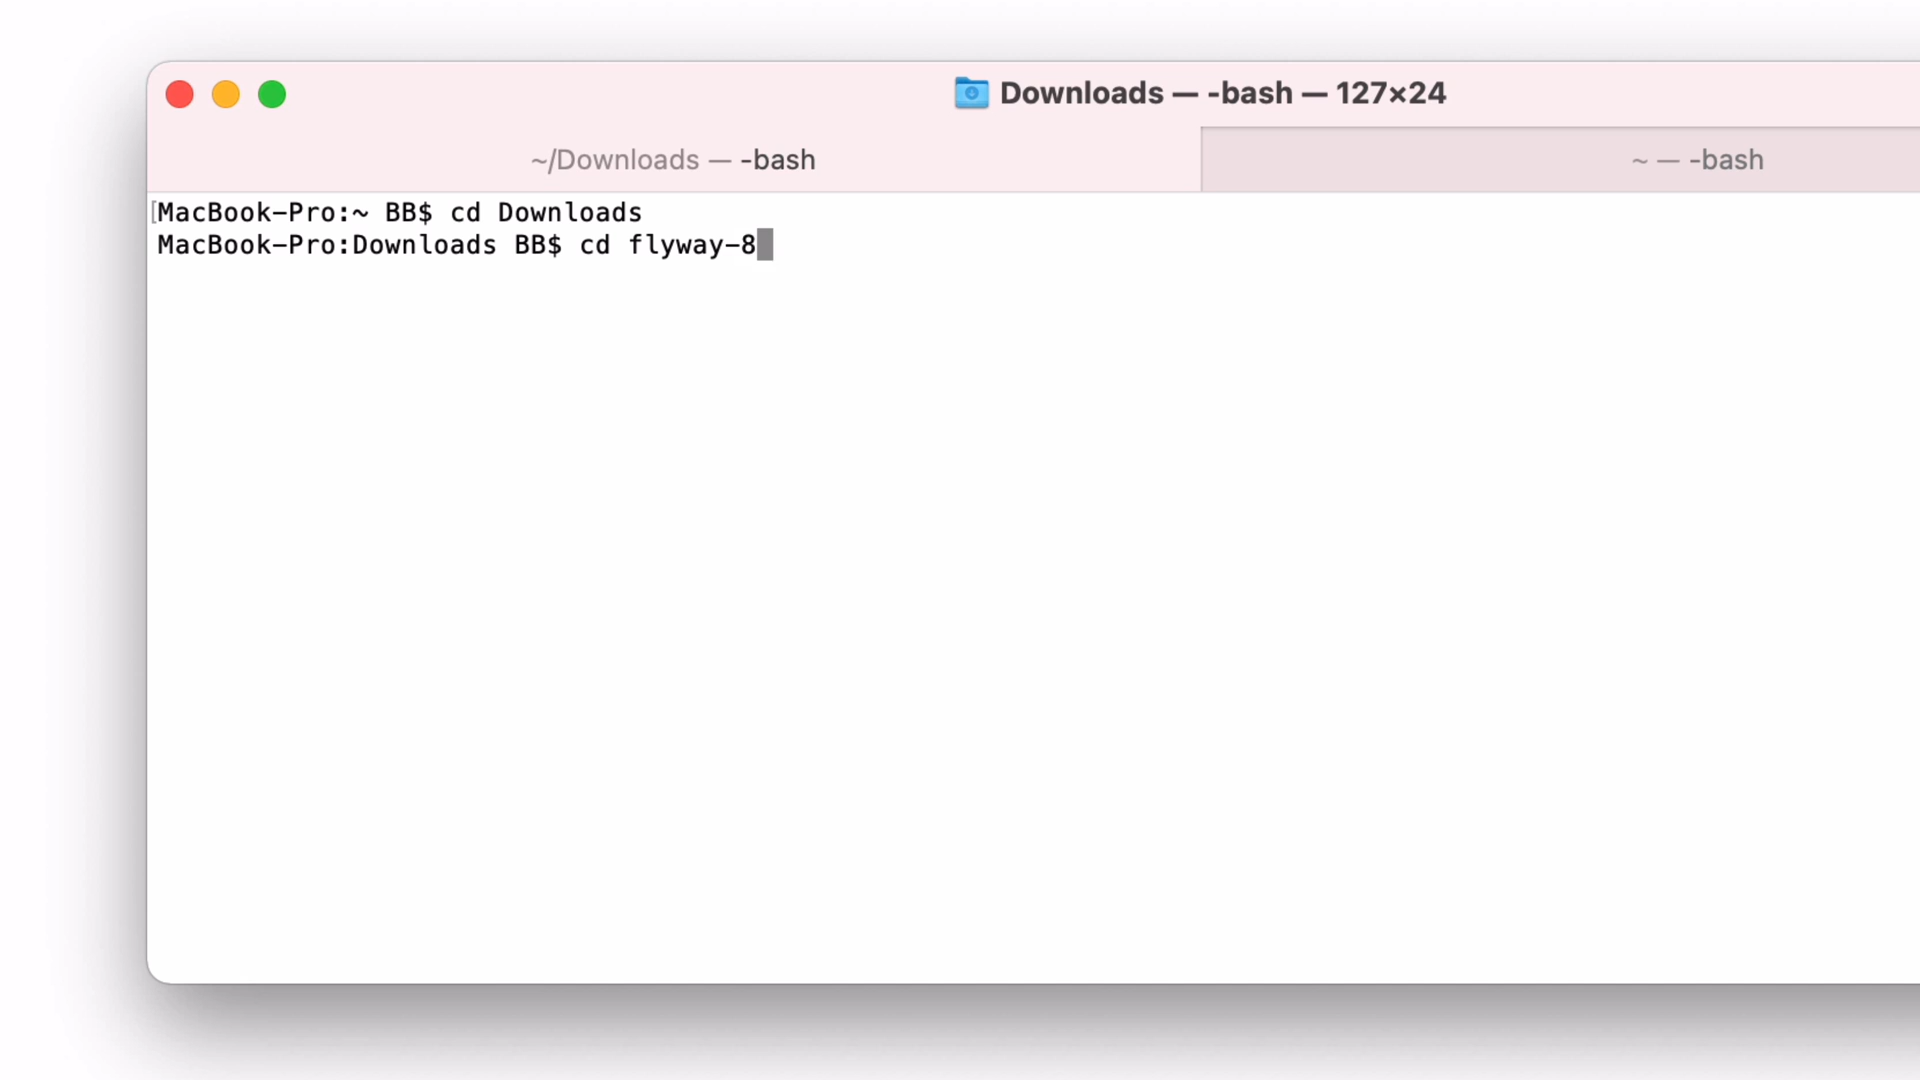 Downloads — -bash — 127×24
~/Downloads — -bash
~ — -bash
[MacBook-Pro:~ BB$ cd Downloads
MacBook-Pro:Downloads BB$ cd flyway-8